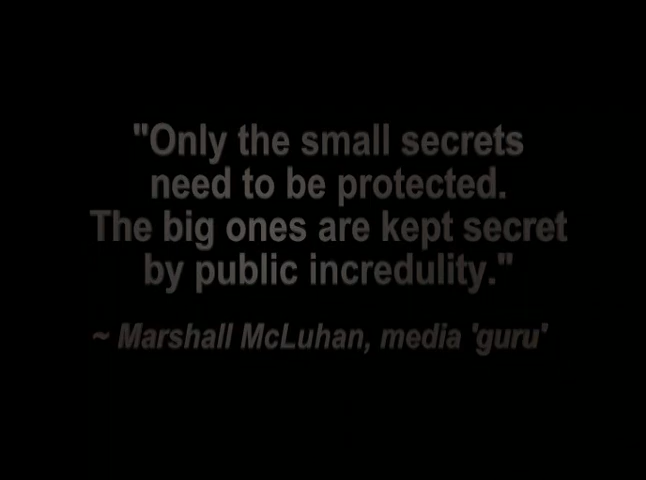 "Only the small secrets
need to be protected.
The big ones are kept secret
by public incredulity."
~ Marshall McLuhan, media 'guru'